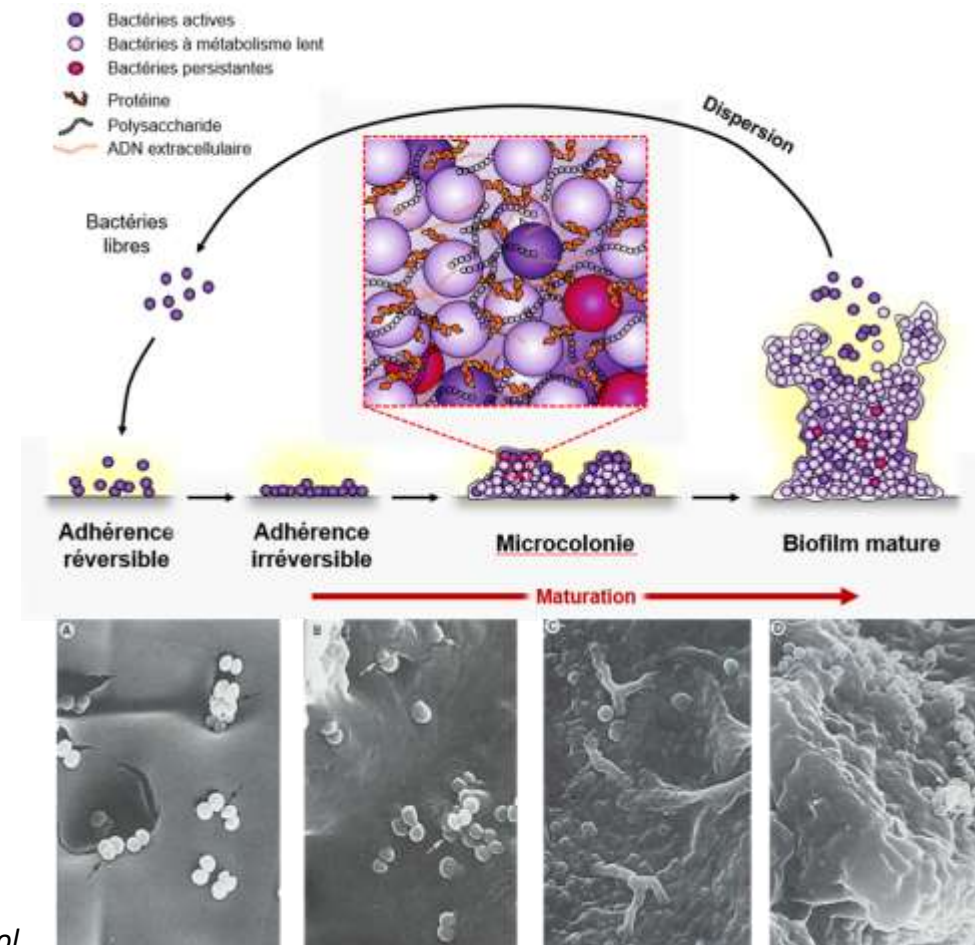 Bactéries actives
Bactéries à métabolisme lent
Bactéries persistantes
Protéine
Polysaccharide
ADN extracellulaire
Dispersion
Bactéries
libres
Adhérence
réversible
Adhérence
irréversible
Microcolonie
Biofilm mature
Maturation
A
B
C
D
ol